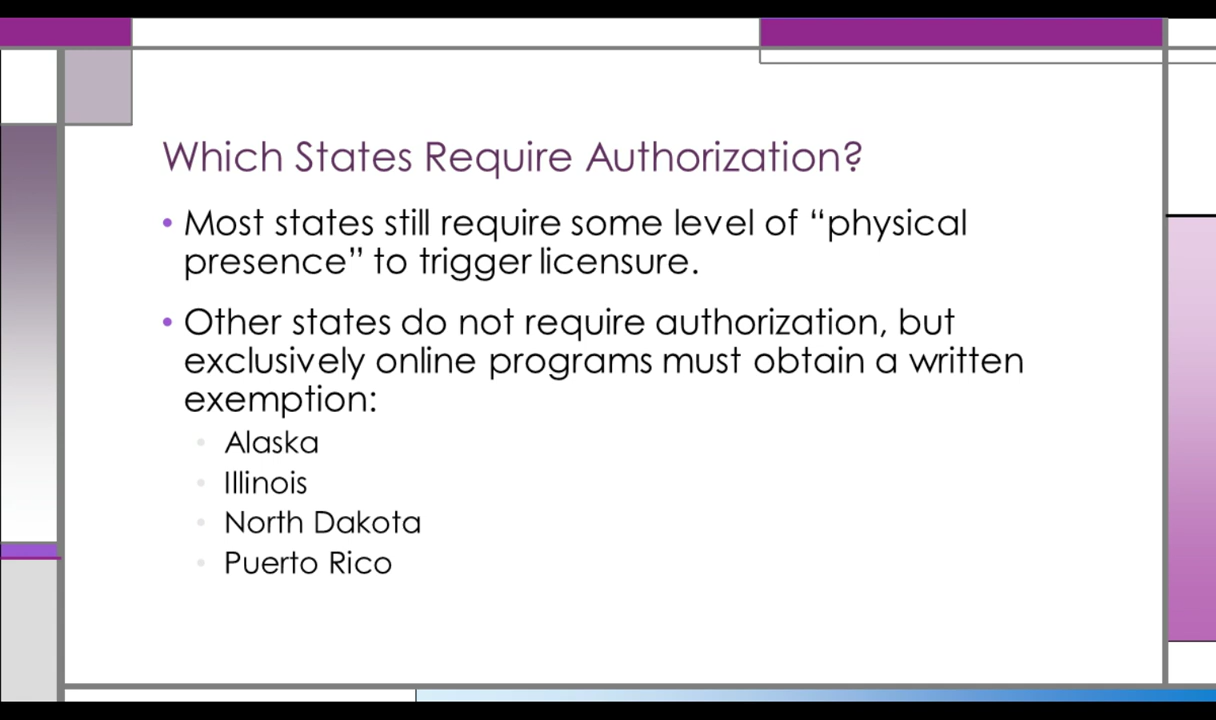 Which States Require Authorization?
• Most states still require some level of “physical
presence” to trigger licensure.
• Other states do not require authorization, but
exclusively online programs must obtain a written
exemption:
• Alaska
• Illinois
• North Dakota
• Puerto Rico